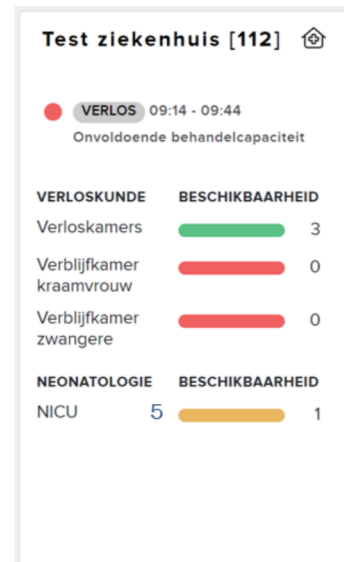 Test ziekenhuis [112]
VERLOS 09:14 - 09:44
Onvoldoende behandelcapaciteit
VERLOSKUNDE BESCHIKBAARHEID
Verloskamers 3
Verblijfkamer 0
kraamvrouw
Verblijfkamer 0
zwangere
NEONATOLOGIE BESCHIKBAARHEID
NICU 5 1